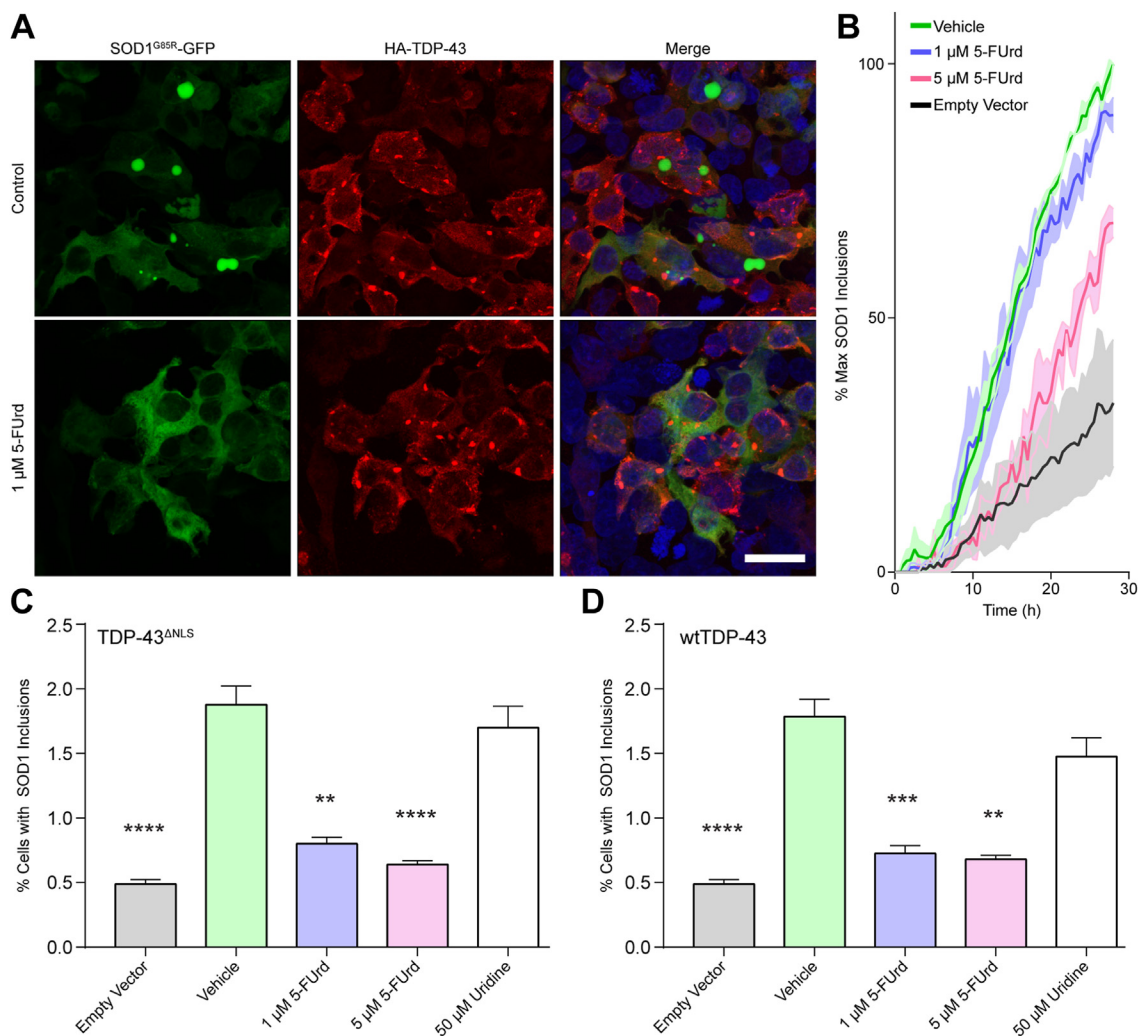 A
SOD1G85R-GFP
HA-TDP-43
Merge
Control
1 µM 5-FUrd
B
Vehicle
1 µM 5-FUrd
5 µM 5-FUrd
Empty Vector
% Max SOD1 Inclusions
100
50
0
0 10 20 30
Time (h)
C
TDP-43ΔNLS
% Cells with SOD1 Inclusions
2.5
2.0
1.5
1.0
0.5
0.0
****
**
****
Empty Vector
Vehicle
1 µM 5-FUrd
5 µM 5-FUrd
50 µM Uridine
D
wtTDP-43
% Cells with SOD1 Inclusions
2.5
2.0
1.5
1.0
0.5
0.0
****
***
**
Empty Vector
Vehicle
1 µM 5-FUrd
5 µM 5-FUrd
50 µM Uridine